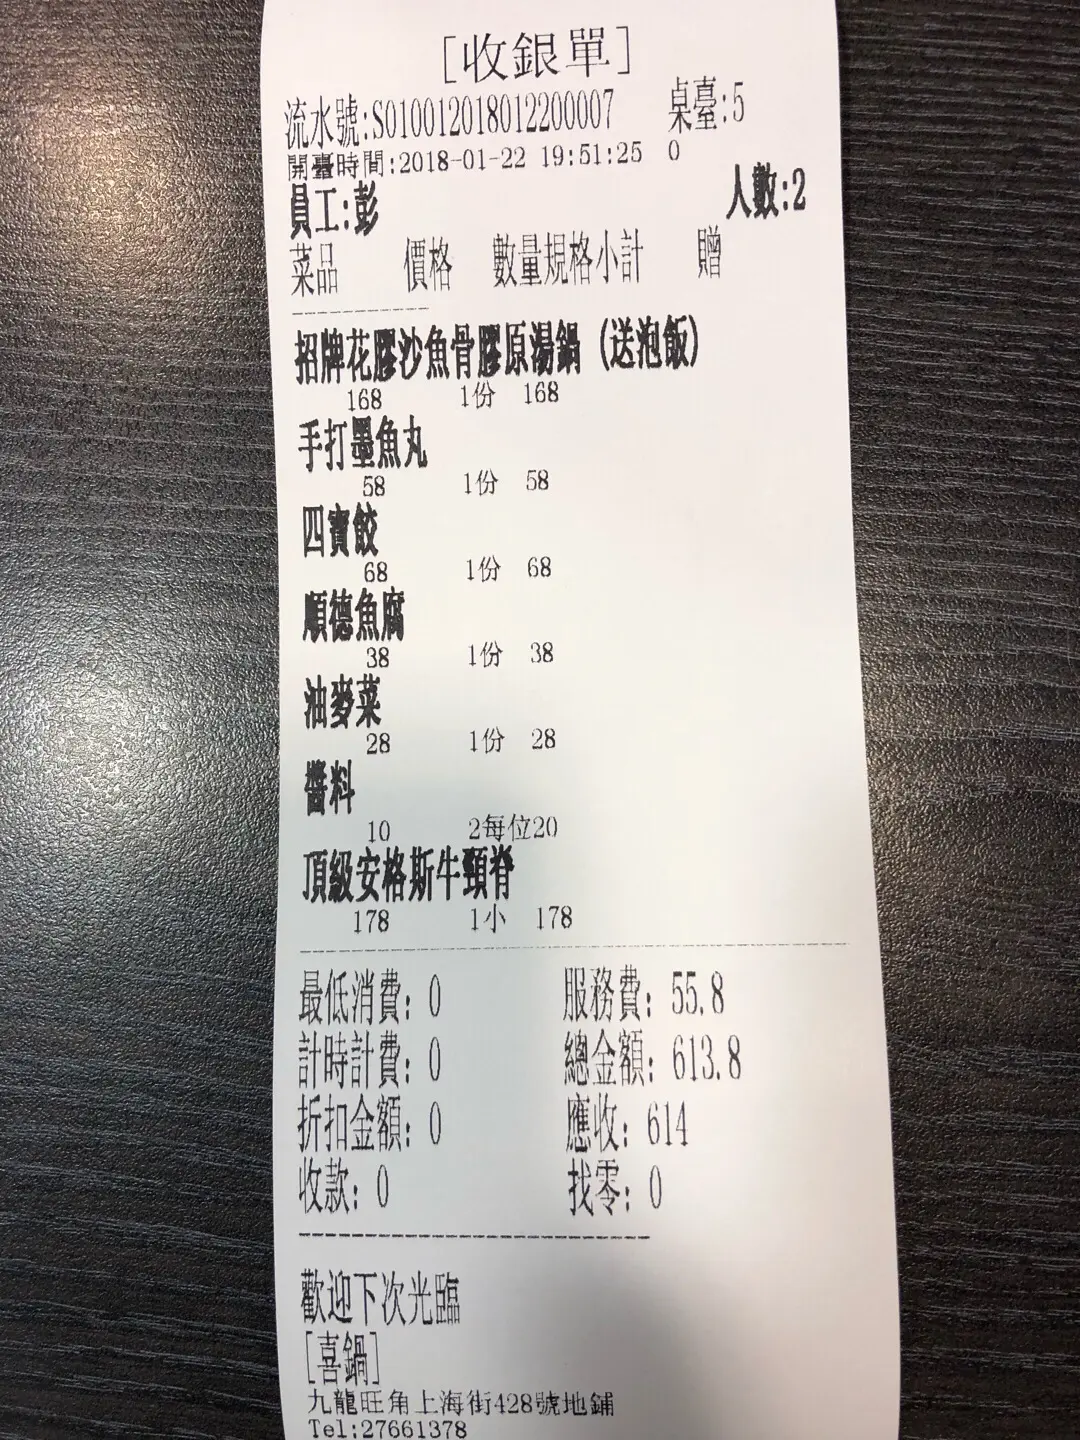 [收銀單]
流水號:S010012018012200007 桌臺:5
開臺時間:2018-01-22 19:51:25 0
員工:彭 人數:2
菜品 價格 數量規格小計 贈
招牌花膠沙魚骨膠原湯鍋 (送泡飯)
168 1份 168
手打墨魚丸
58 1份 58
四寶餃
68 1份 68
順德魚腐
38 1份 38
油麥菜
28 1份 28
醬料
10 2每位20
頂級安格斯牛頸脊
178 1小 178
最低消費: 0 服務費: 55.8
計時計費: 0 總金額: 613.8
折扣金額: 0 應收: 614
收款: 0 找零: 0
歡迎下次光臨
[喜鍋]
九龍旺角上海街428號地鋪
Tel:27661378